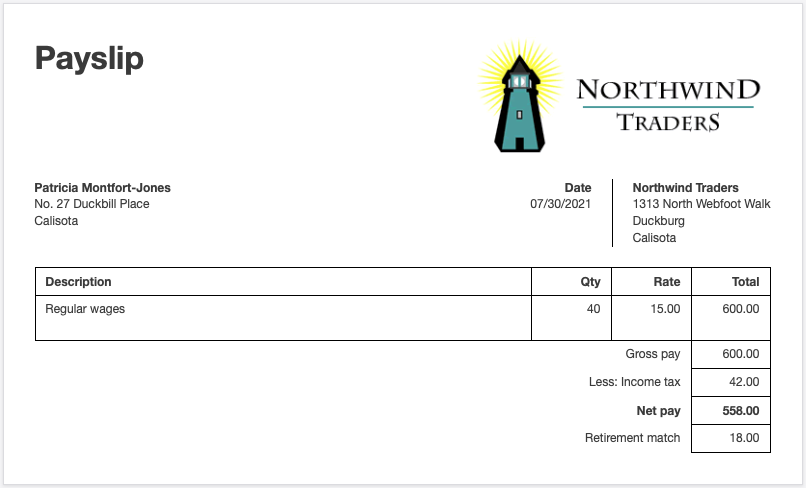 Payslip
NORTHWIND
TRADERS
Patricia Montfort-Jones
No. 27 Duckbill Place
Calisota
Date
07/30/2021
Northwind Traders
1313 North Webfoot Walk
Duckburg
Calisota
Description Qty Rate Total
Regular wages 40 15.00 600.00
Gross pay 600.00
Less: Income tax 42.00
Net pay 558.00
Retirement match 18.00